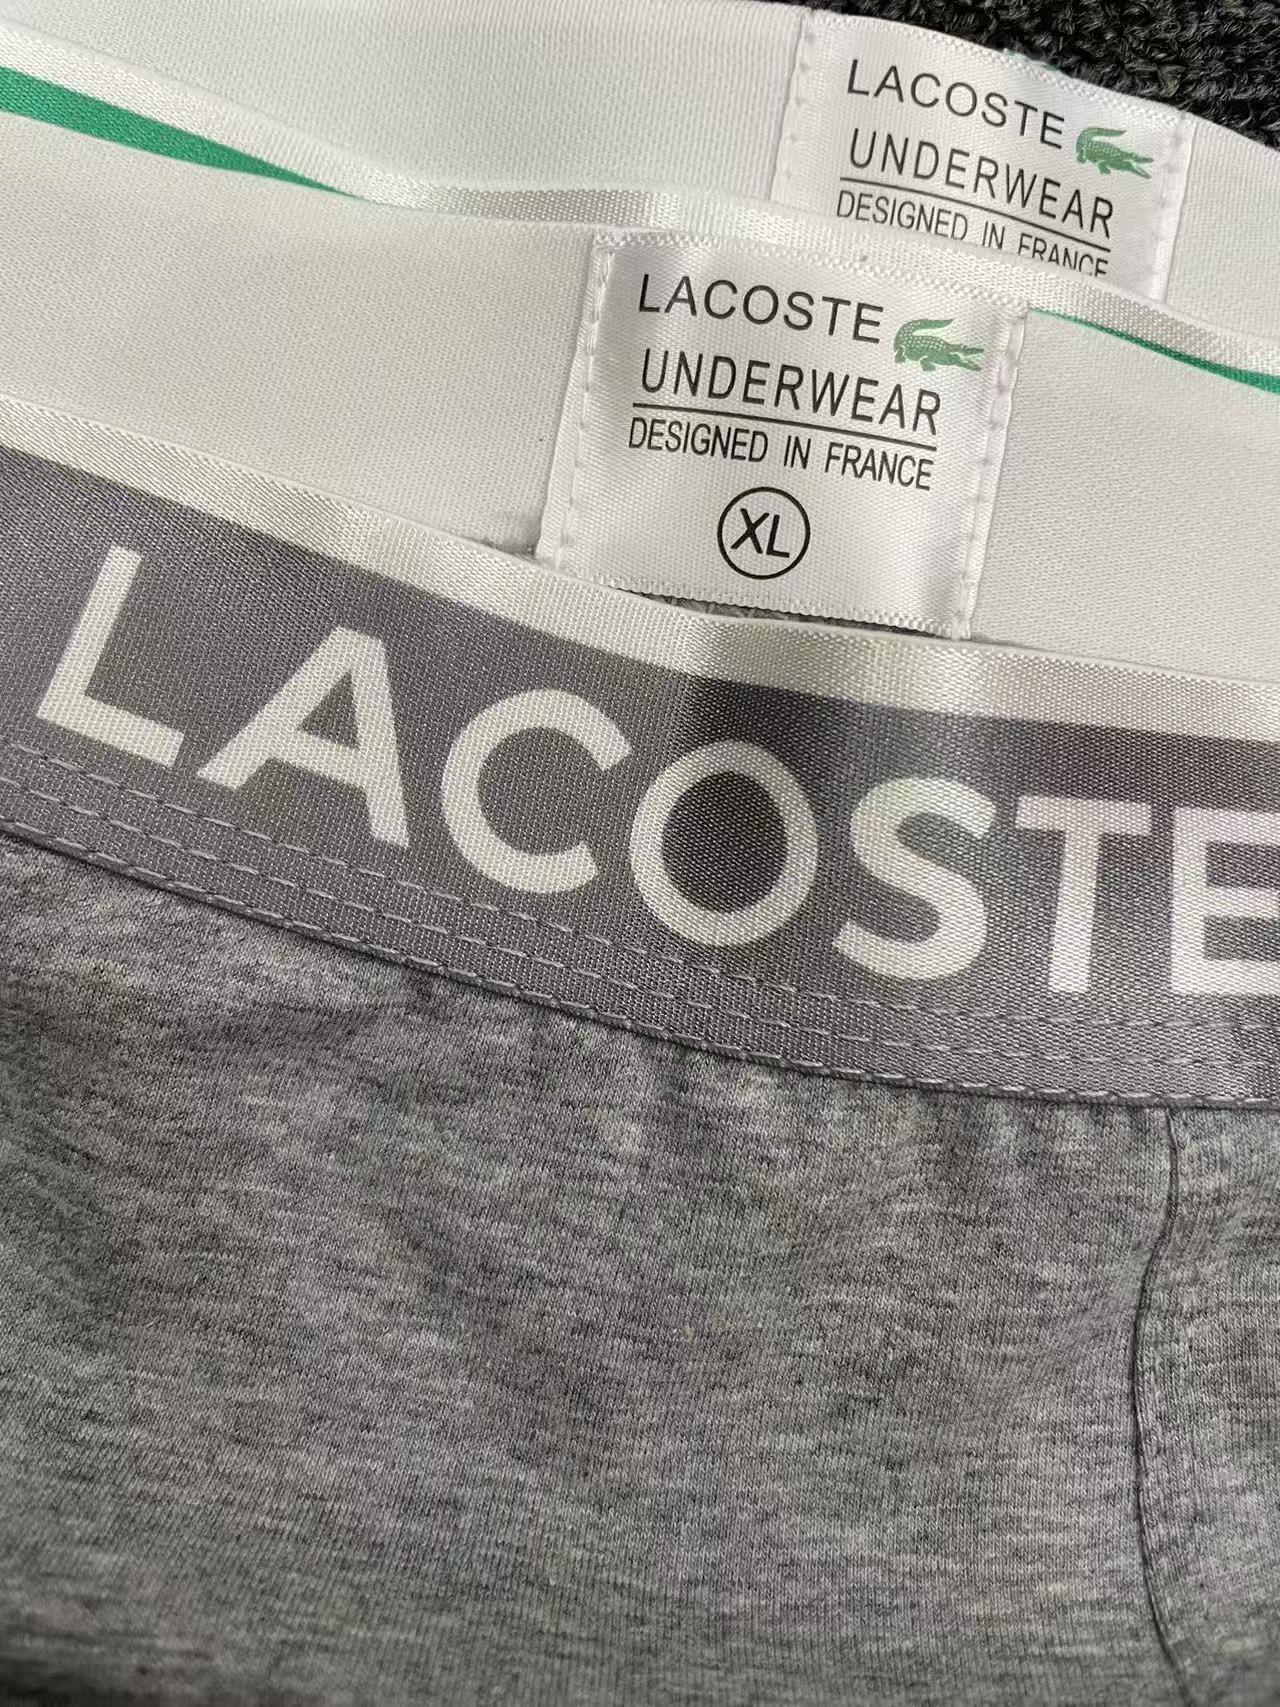 LACOSTE
UNDERWEAR
DESIGNED IN FRANCE
LACOSTE
UNDERWEAR
DESIGNED IN FRANCE
XL
LACOSTE